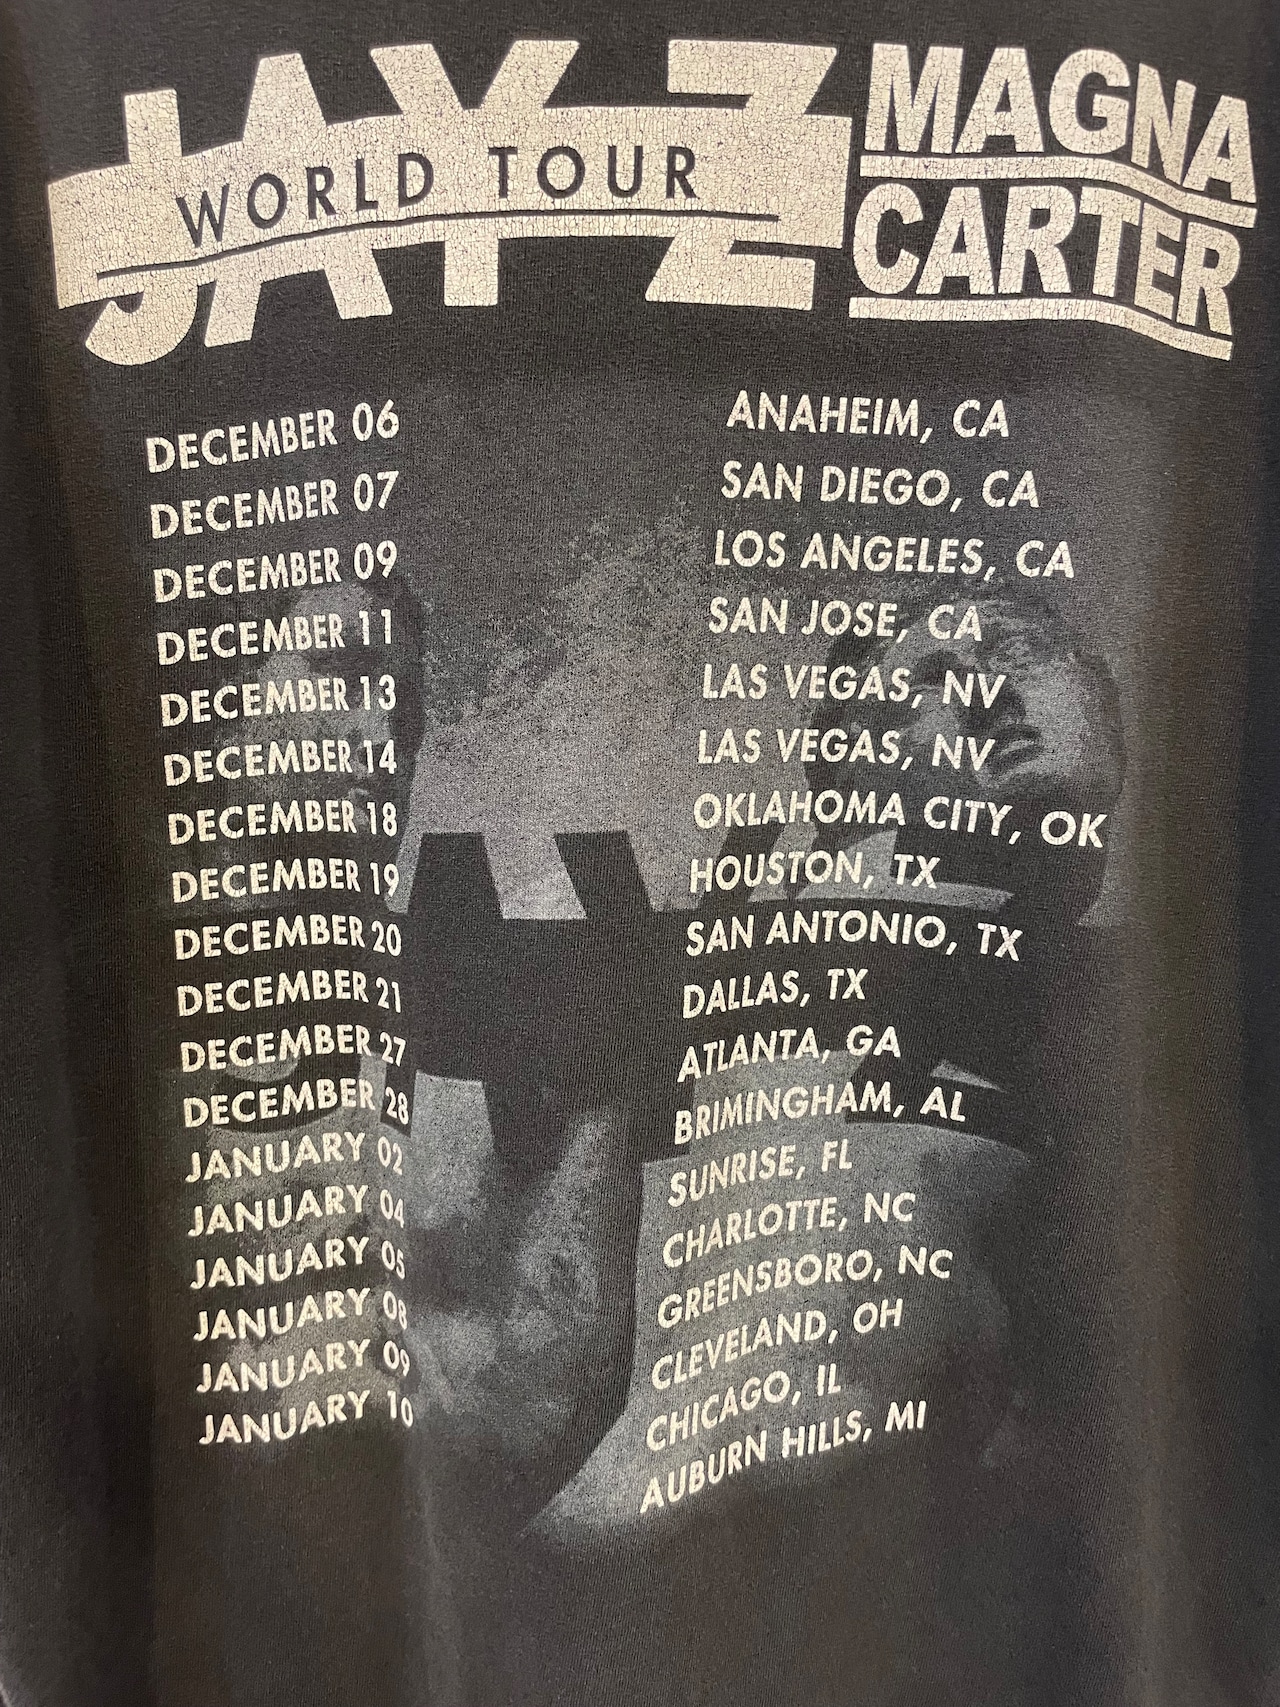 JAY Z
WORLD TOUR
MAGNA
CARTER
DECEMBER 06 ANAHEIM, CA
DECEMBER 07 SAN DIEGO, CA
DECEMBER 09 LOS ANGELES, CA
DECEMBER 11 SAN JOSE, CA
DECEMBER 13 LAS VEGAS, NV
DECEMBER 14 LAS VEGAS, NV
DECEMBER 18 OKLAHOMA CITY, OK
DECEMBER 19 HOUSTON, TX
DECEMBER 20 SAN ANTONIO, TX
DECEMBER 21 DALLAS, TX
DECEMBER 27 ATLANTA, GA
DECEMBER 28 BRIMINGHAM, AL
JANUARY 02 SUNRISE, FL
JANUARY 04 CHARLOTTE, NC
JANUARY 05 GREENSBORO, NC
JANUARY 08 CLEVELAND, OH
JANUARY 09 CHICAGO, IL
JANUARY 10 AUBURN HILLS, MI